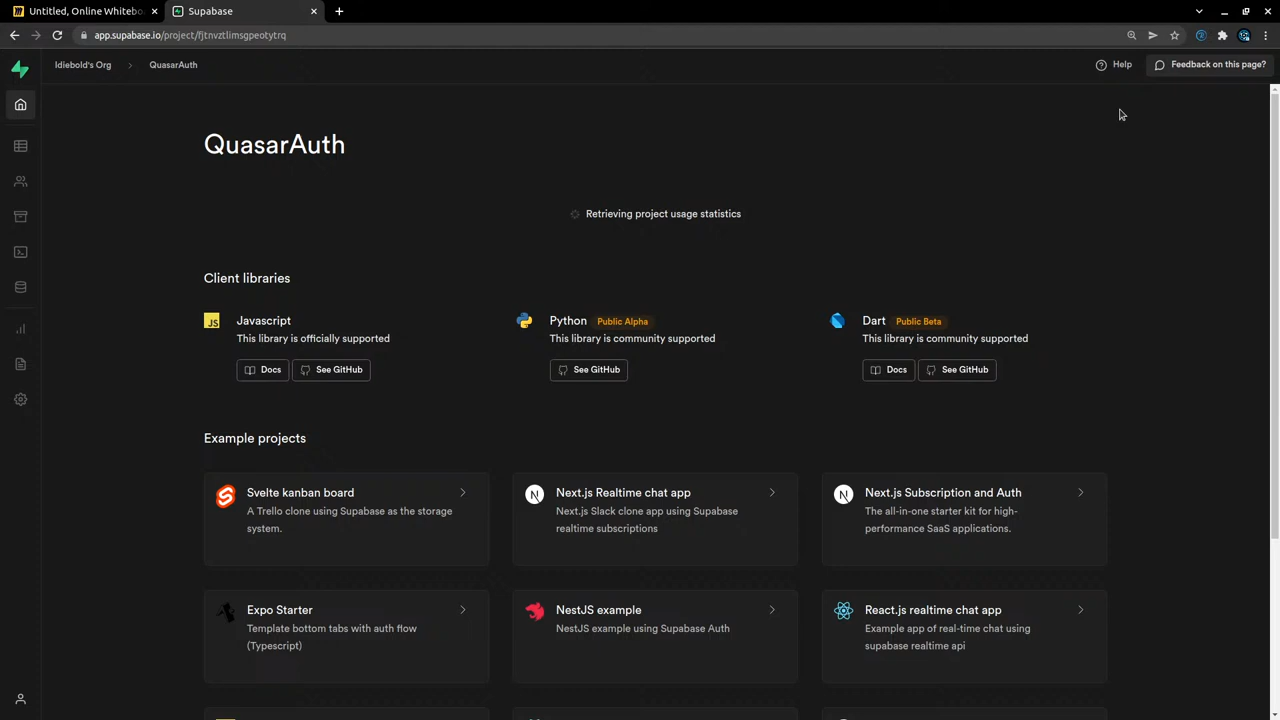 Untitled, Online Whiteb
Supabase
app.supabase.io/project/fjtnvztlimsgpeotytrq
Idiebold's Org
QuasarAuth
Help
Feedback on this page?
QuasarAuth
Retrieving project usage statistics
Client libraries
JS
Javascript
This library is officially supported
Docs
See GitHub
Python
Public Alpha
This library is community supported
See GitHub
Dart
Public Beta
This library is community supported
Docs
See GitHub
Example projects
Svelte kanban board
A Trello clone using Supabase as the storage
system.
N
Next.js Realtime chat app
Next.js Slack clone app using Supabase
realtime subscriptions
N
Next.js Subscription and Auth
The all-in-one starter kit for high-
performance SaaS applications.
Expo Starter
Template bottom tabs with auth flow
(Typescript)
NestJS example
NestJS example using Supabase Auth
React.js realtime chat app
Example app of real-time chat using
supabase realtime api